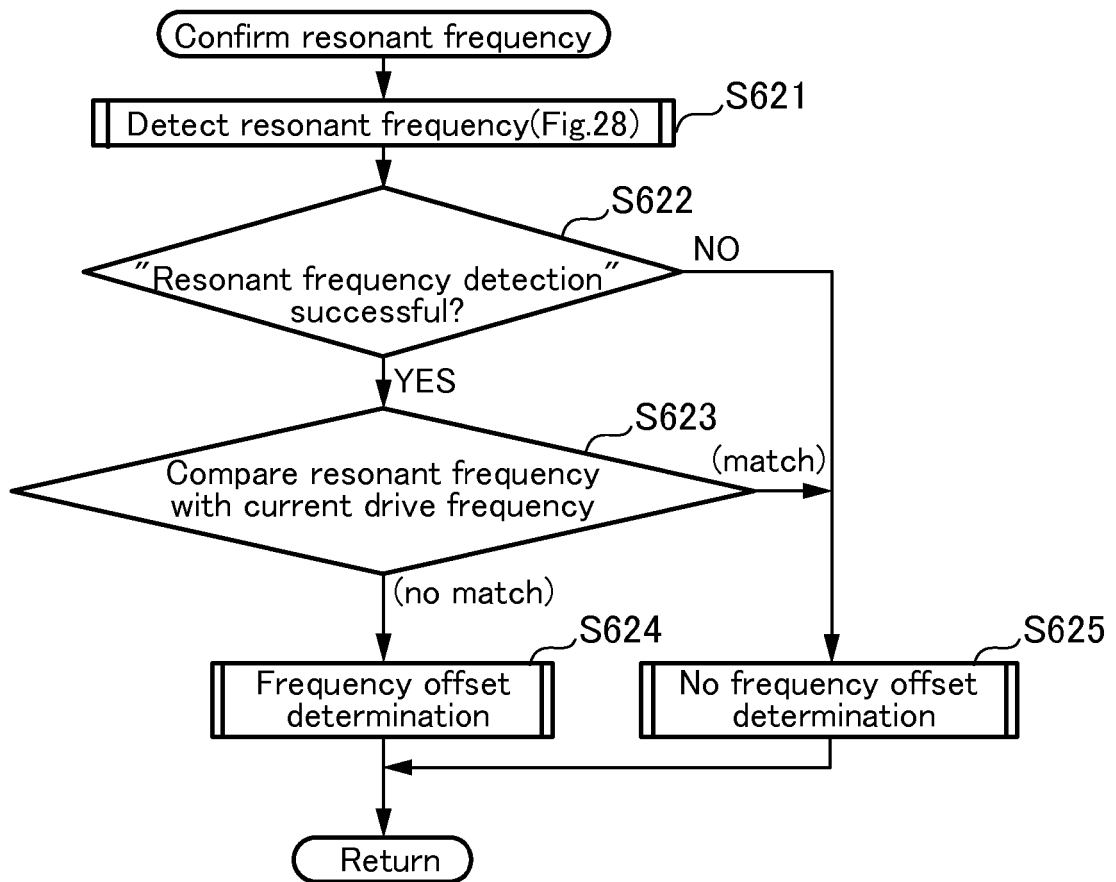 Confirm resonant frequency
S621
Detect resonant frequency(Fig.28)
S622
NO
"Resonant frequency detection"
successful?
YES
S623
(match)
Compare resonant frequency
with current drive frequency
(no match)
S624
S625
Frequency offset
determination
No frequency offset
determination
Return